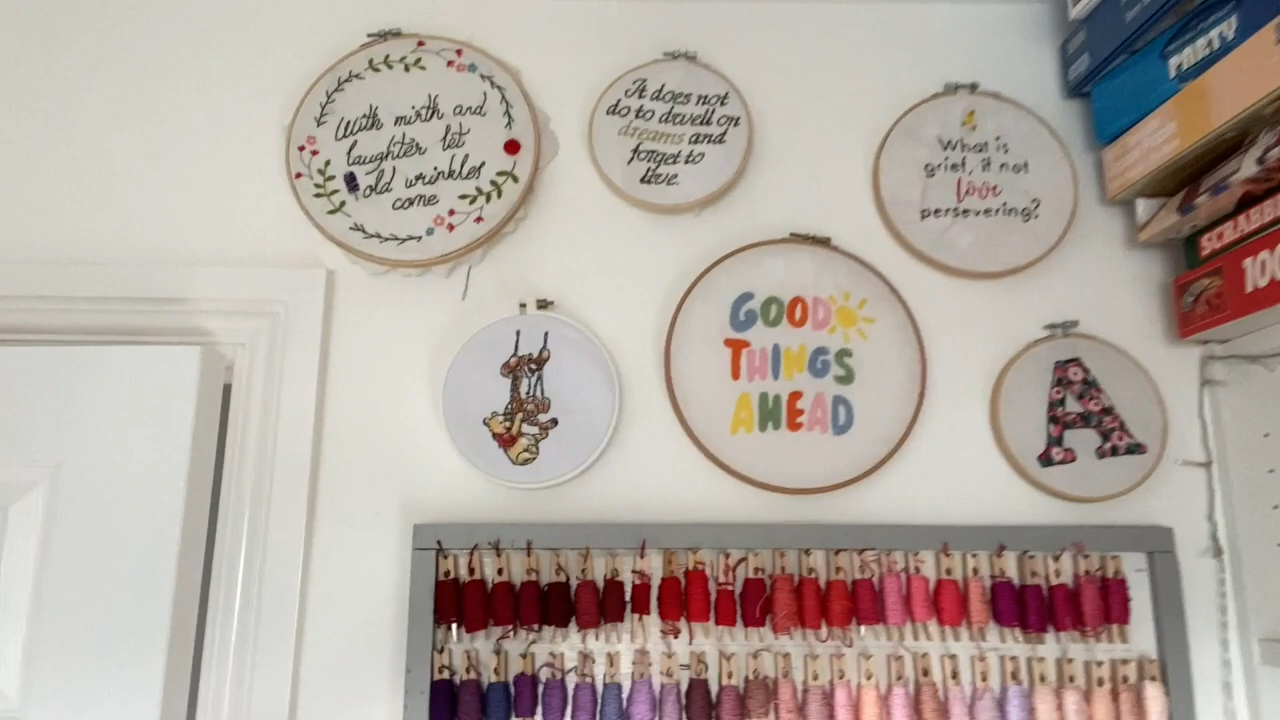 With mirth and
laughter let
old wrinkles
come
It does not
do to dwell on
dreams and
forget to
live.
What is
grief, if not
love
persevering?
GOOD
THINGS
AHEAD
A
PARTY
SCRABB
100